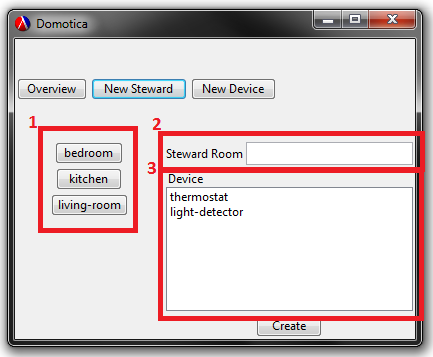 Domotica
Overview New Steward New Device
1
2
bedroom
Steward Room
3
kitchen
Device
living-room
thermostat
light-detector
Create